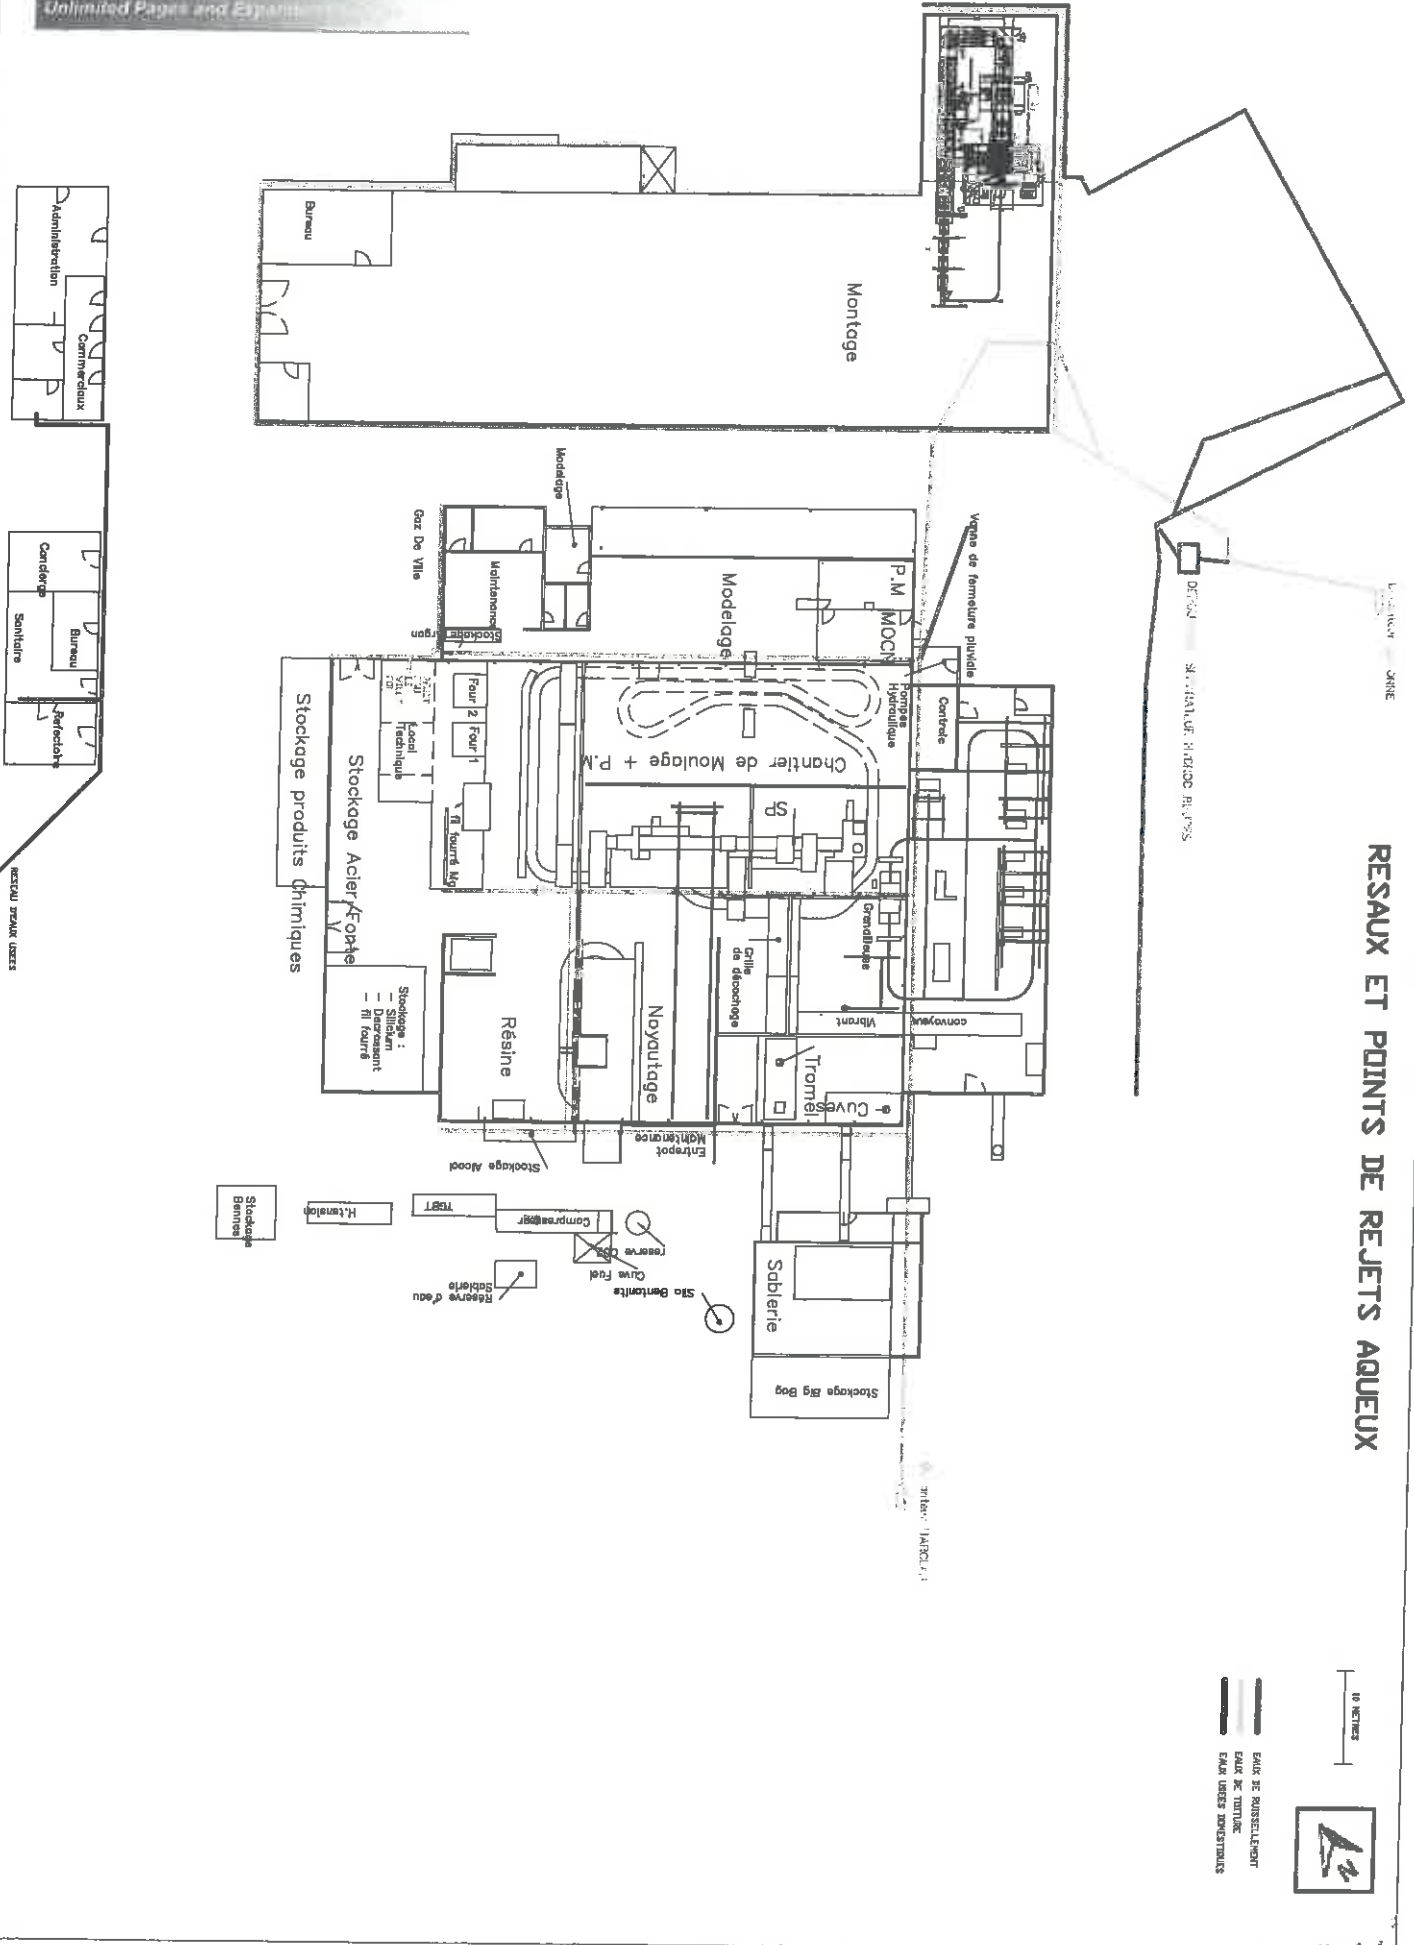 RESAUX ET POINTS DE REJETS AQUEUX
10 METRES
EAUX DE RUISSELLEMENT
EAUX DE TOITURE
EAUX USEES DOMESTIQUES
Unlimited Pages and
Montage
Bureau
Administration
Commerciaux
Concierge
Bureau
Sanitaire
Refectoire
RESEAU D'EAUX USEES
Vanne de fermeture pluviale
Modelage
Gaz De Ville
Maintenance
Stockage Argon
Modelage
P.M
MOCN
Pompes
Hydraulique
Controle
Four 2
Four 1
Local
Technique
fil fourré Mg
Chantier de Moulage + P.M
SP
Stockage produits Chimiques
Stockage Acier/Fonte
Stockage :
- Silicium
- Decrassant
- fil fourré
Résine
Noyautage
Grille
de décochage
Grenailleuse
Vibrant
convoyeur
Tromel
Cuves
Entrepot
Maintenance
Stockage Alcool
Stockage
Bennes
H.tension
TGBT
Compresseur
reserve CO2
Cuve Fuel
Réserve d'eau
Sablerie
Silo Bentonite
Sablerie
Stockage Big Bag